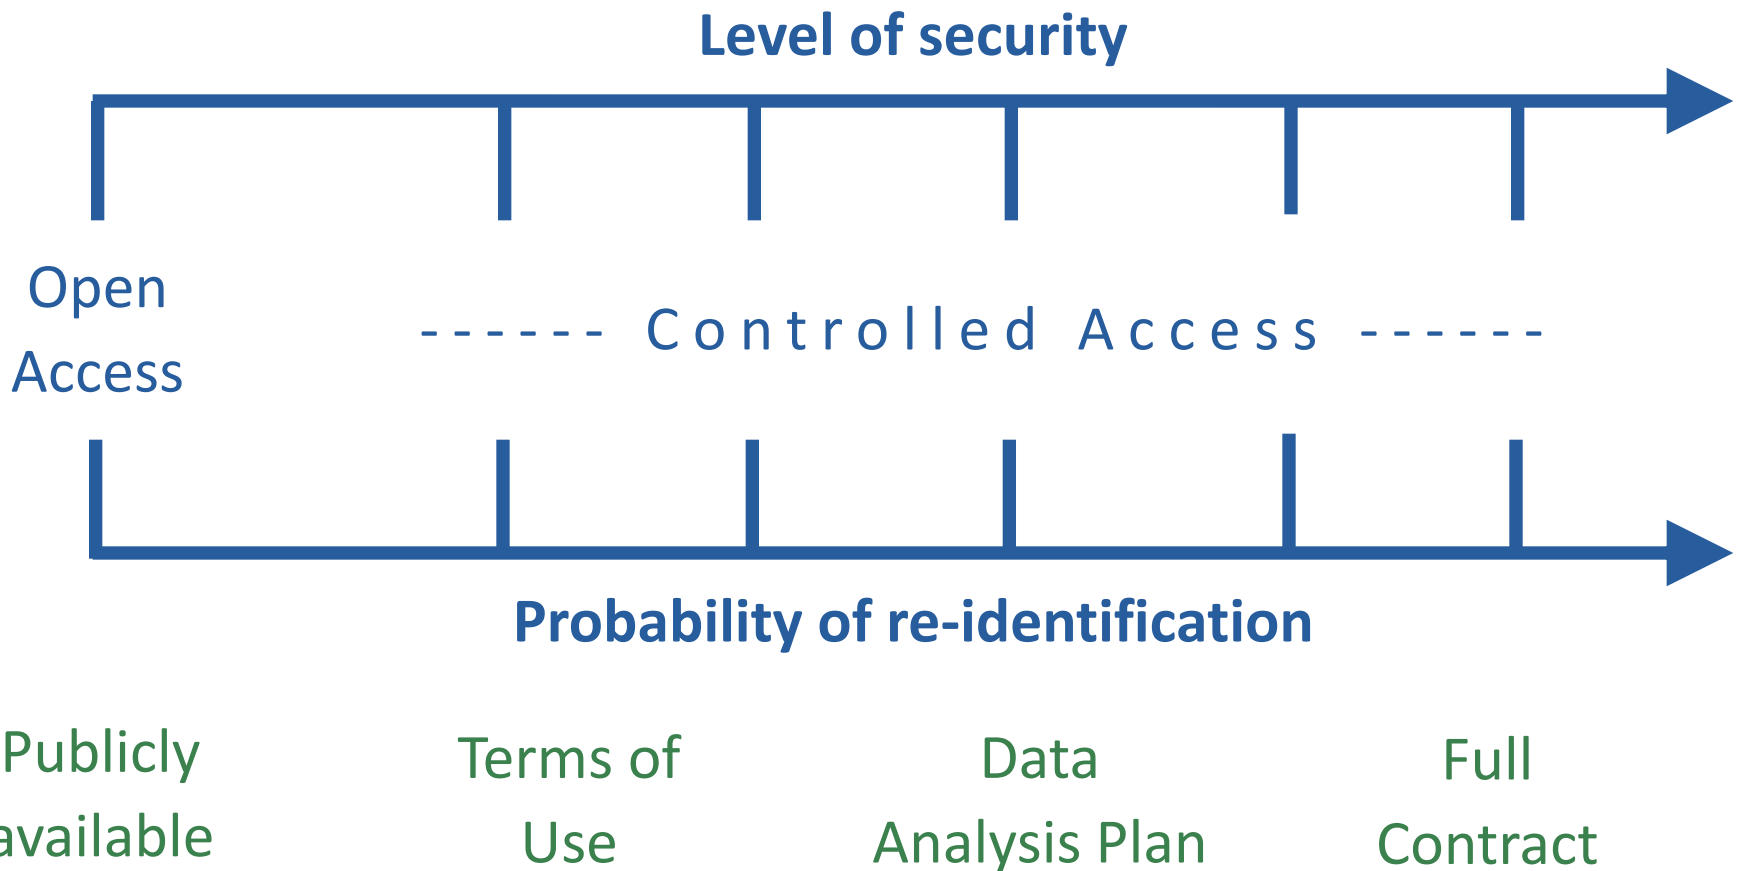 Level of security
Open
Access
------ Controlled Access ------
Probability of re-identification
Publicly
available
Terms of
Use
Data
Analysis Plan
Full
Contract